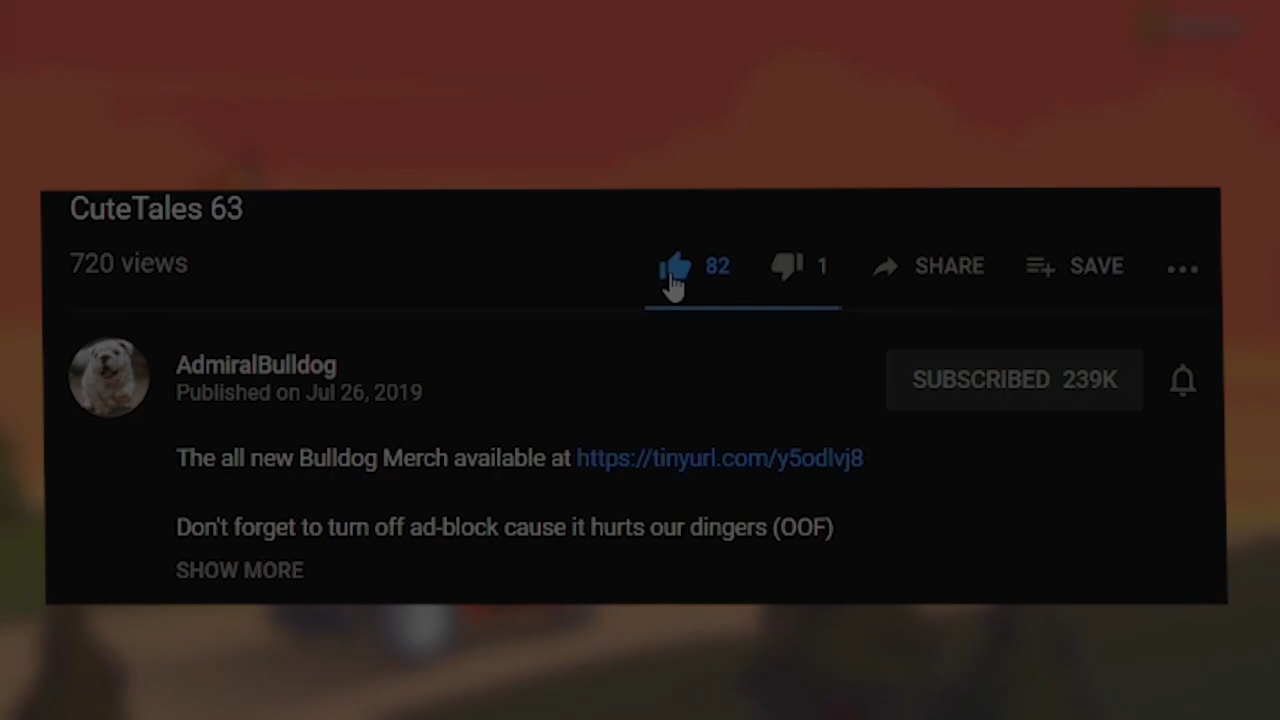 CuteTales 63
720 views
82 1 SHARE SAVE
AdmiralBulldog
Published on Jul 26, 2019
SUBSCRIBED 239K
The all new Bulldog Merch available at https://tinyurl.com/y5odlvj8
Don't forget to turn off ad-block cause it hurts our dingers (OOF)
SHOW MORE